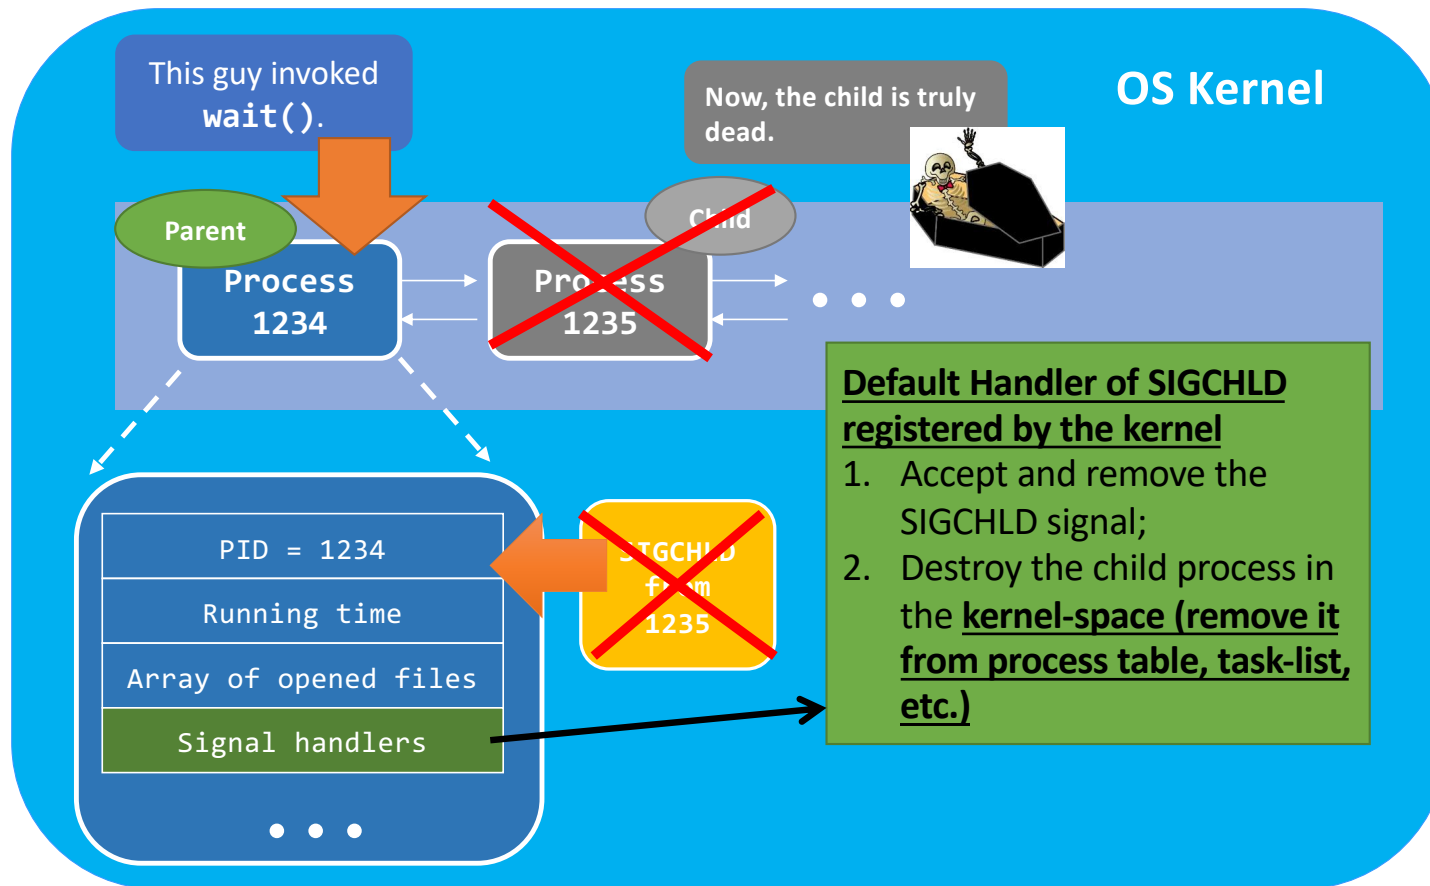 This guy invoked
wait().
Now, the child is truly
dead.
OS Kernel
Parent
Child
Process
1234
Process
1235
• • •
Default Handler of SIGCHLD
registered by the kernel
1. Accept and remove the
SIGCHLD signal;
2. Destroy the child process in
the kernel-space (remove it
from process table, task-list,
etc.)
PID = 1234
Running time
Array of opened files
Signal handlers
• • •
SIGCHLD
from
1235